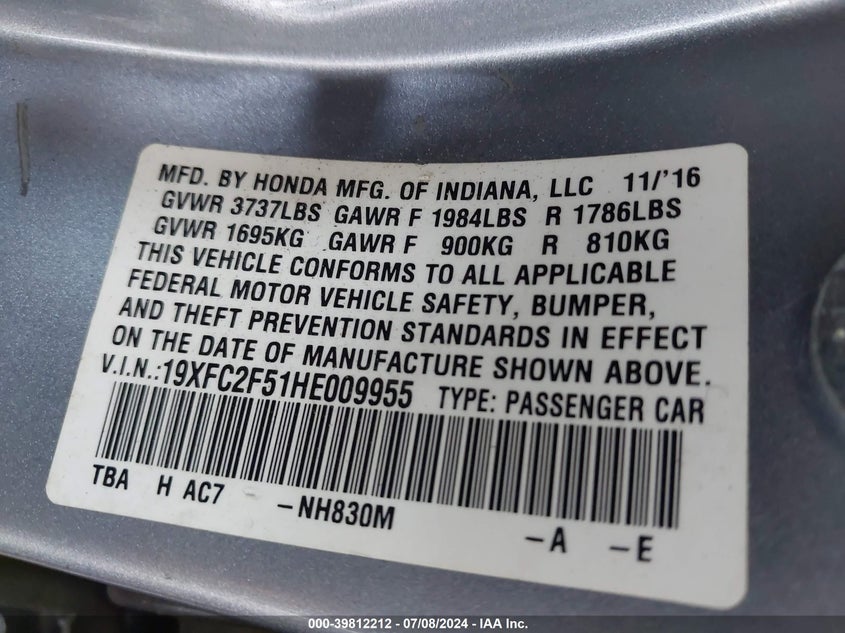 MFD. BY HONDA MFG. OF INDIANA, LLC 11/'16
GVWR 3737LBS GAWR F 1984LBS R 1786LBS
GVWR 1695KG GAWR F 900KG R 810KG
THIS VEHICLE CONFORMS TO ALL APPLICABLE
FEDERAL MOTOR VEHICLE SAFETY, BUMPER,
AND THEFT PREVENTION STANDARDS IN EFFECT
ON THE DATE OF MANUFACTURE SHOWN ABOVE.
V.I.N.:19XFC2F51HE009955 TYPE: PASSENGER CAR
TBA H AC7 -NH830M -A -E
000-39812212 - 07/08/2024 - IAA Inc.